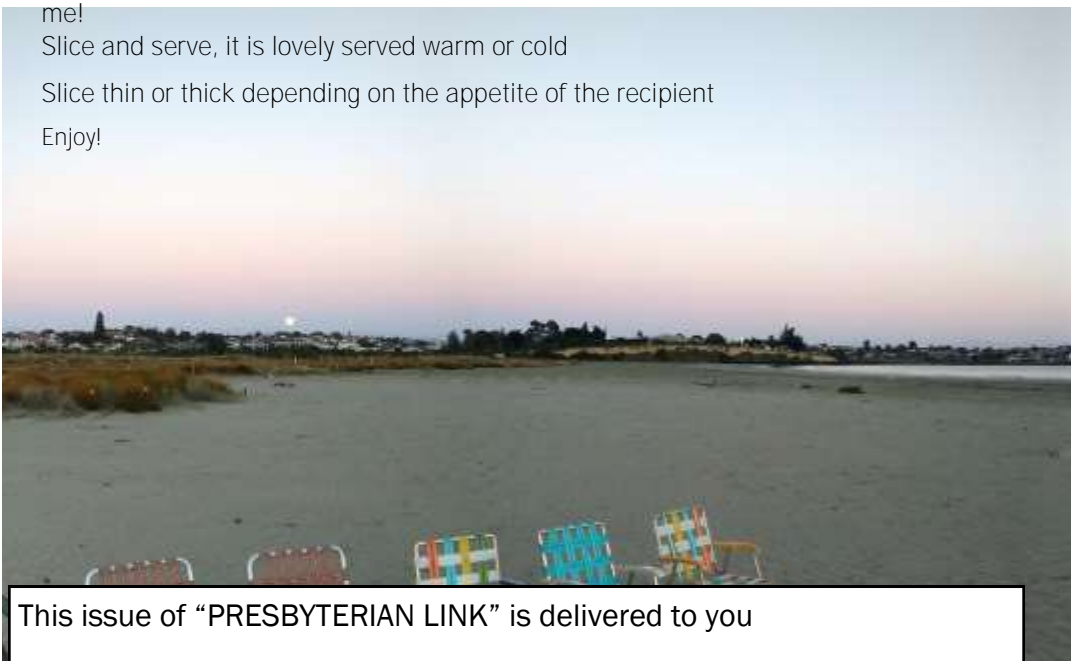 me!
Slice and serve, it is lovely served warm or cold
Slice thin or thick depending on the appetite of the recipient
Enjoy!
This issue of “PRESBYTERIAN LINK” is delivered to you